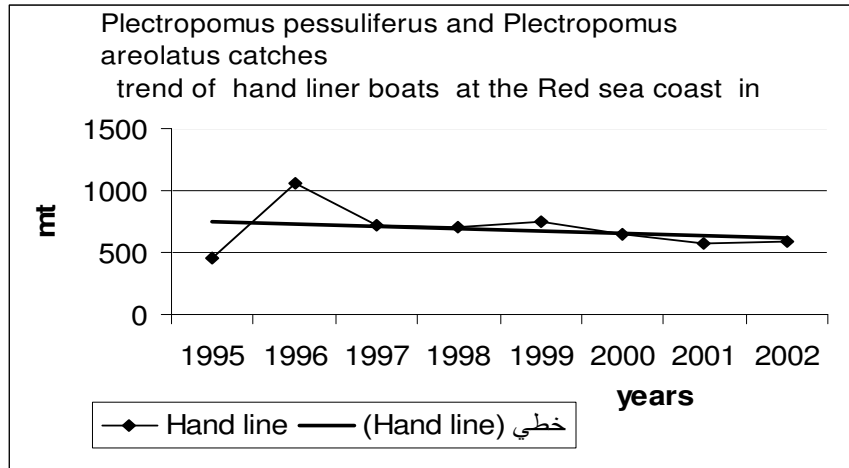 Plectropomus pessuliferus and Plectropomus
areolatus catches
trend of hand liner boats at the Red sea coast in
1500
1000
500
0
mt
1995 1996 1997 1998 1999 2000 2001 2002
years
Hand line
(Hand line) خطي